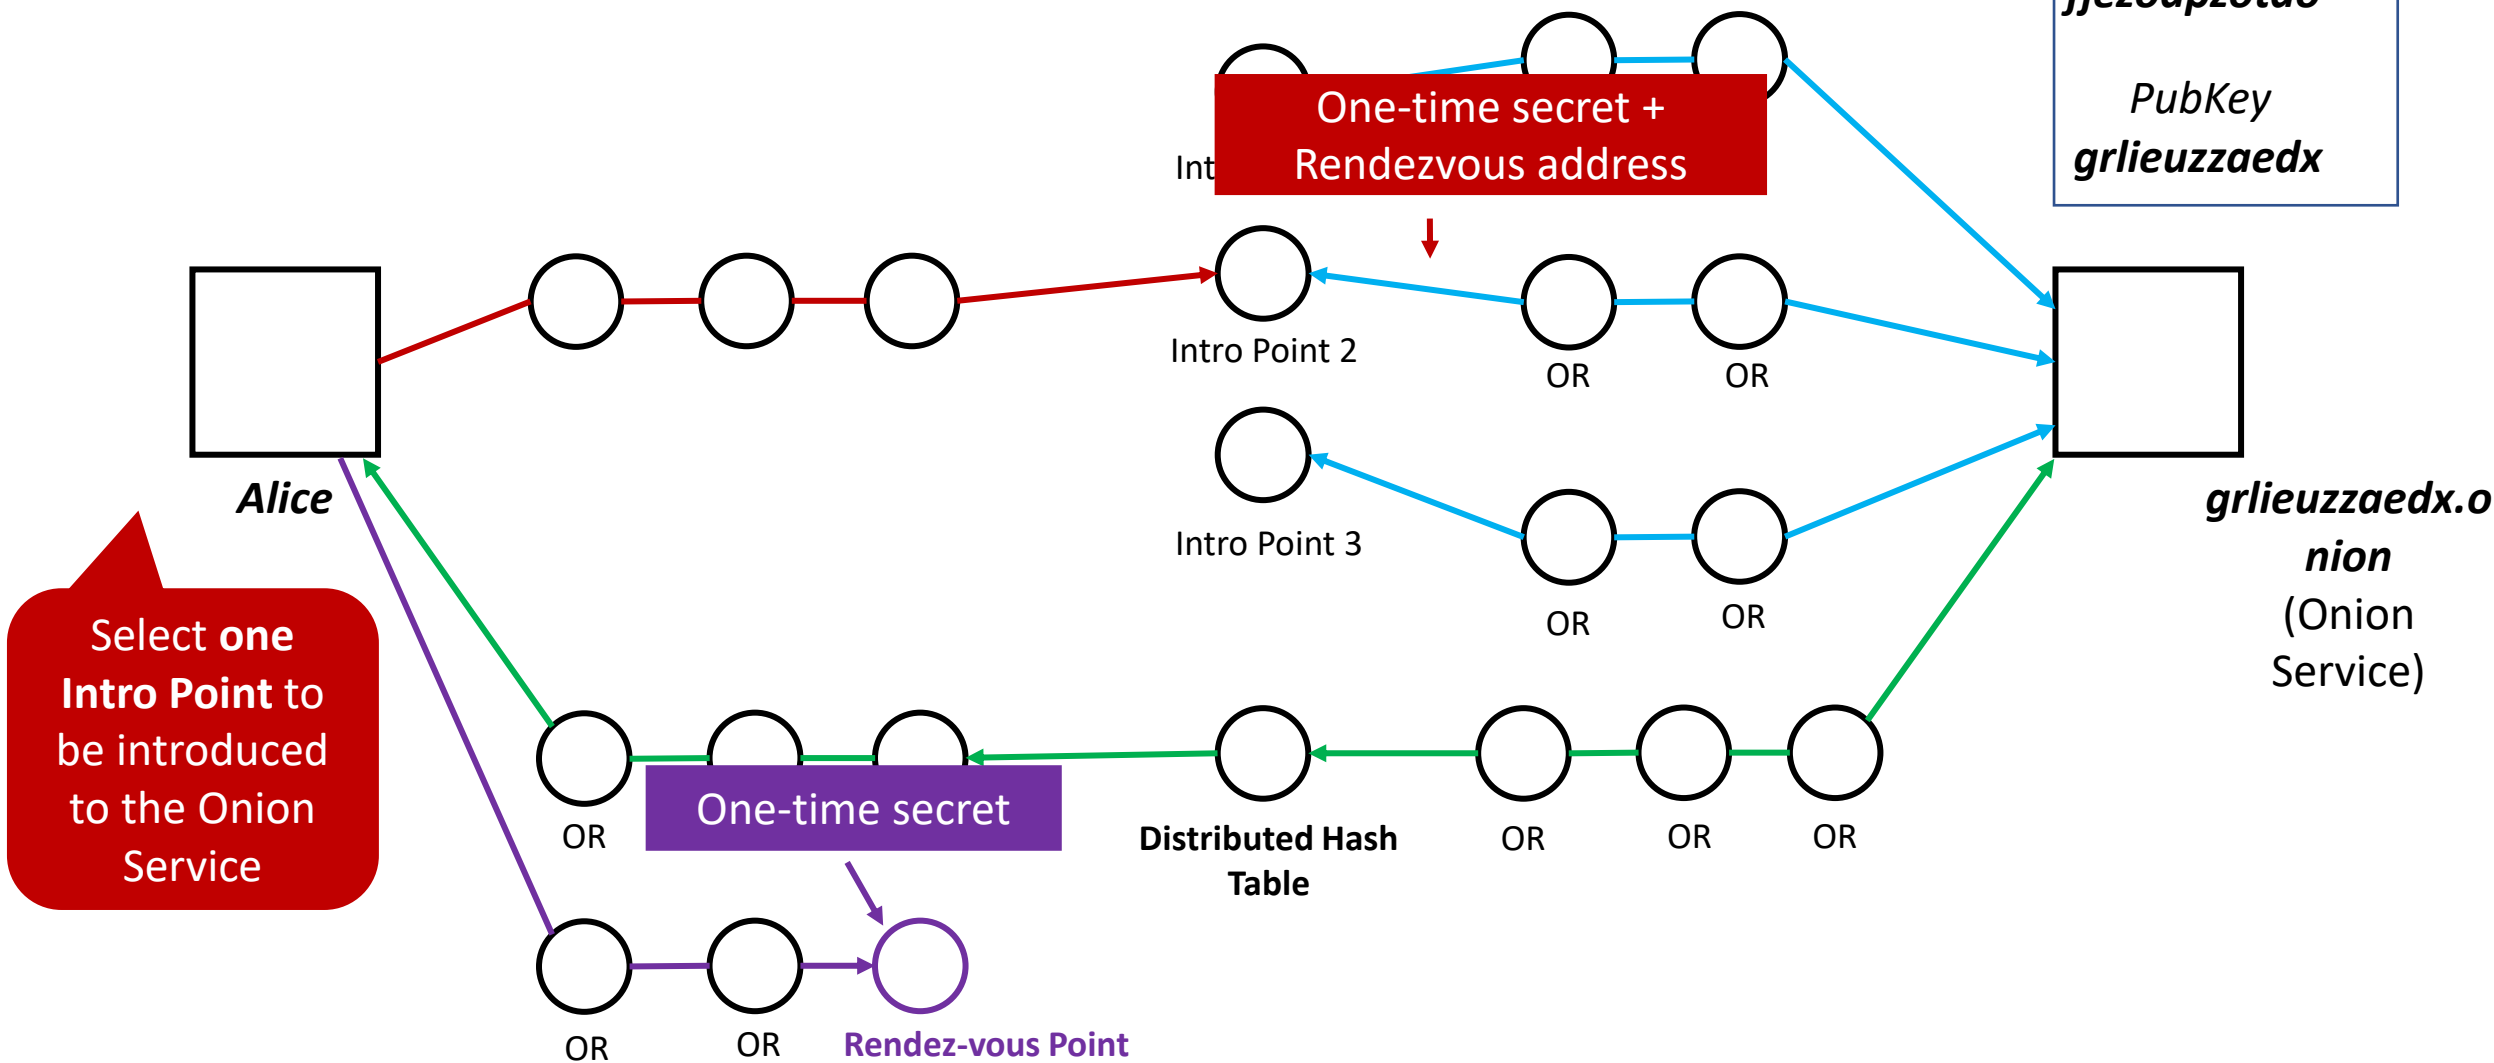 PubKey
grlieuzzaedx
One-time secret +
Rendezvous address
Int
Intro Point 2
OR
OR
Alice
Intro Point 3
OR
OR
grlieuzzaedx.o
nion
(Onion
Service)
Select one
Intro Point to
be introduced
to the Onion
Service
OR
One-time secret
Distributed Hash
Table
OR
OR
OR
OR
OR
Rendez-vous Point